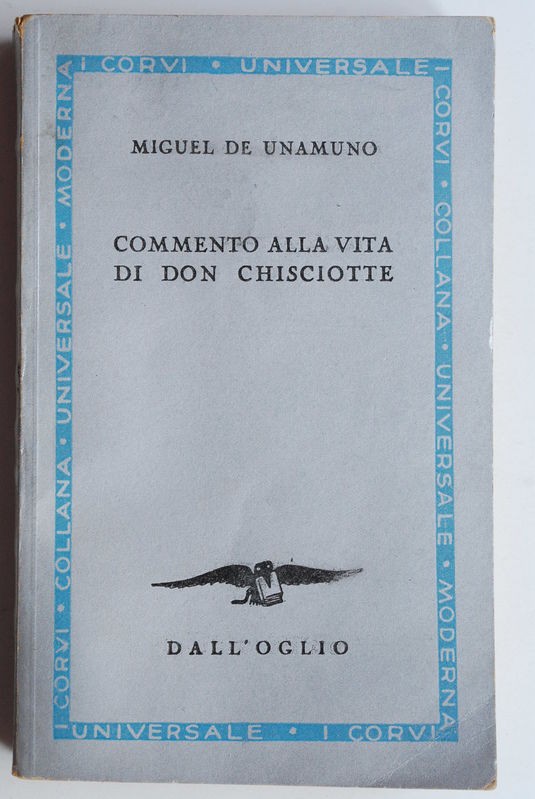 I CORVI • UNIVERSALE –
MIGUEL DE UNAMUNO
COMMENTO ALLA VITA
DI DON CHISCIOTTE
DALL'OGLIO
I CORVI • COLLANA • UNIVERSALE • MODERNA
I CORVI • COLLANA • UNIVERSALE • MODERNA
UNIVERSALE • I CORVI